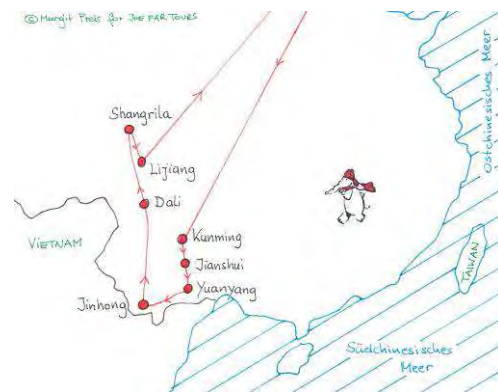 © Margit Prois for JOE FAR TOURS
Ostchinesisches Meer
Shangrila
Lijiang
Dali
VIETNAM
Kunming
Jianshui
Yuanyang
Jinhong
TAIWAN
Südchinesisches
Meer